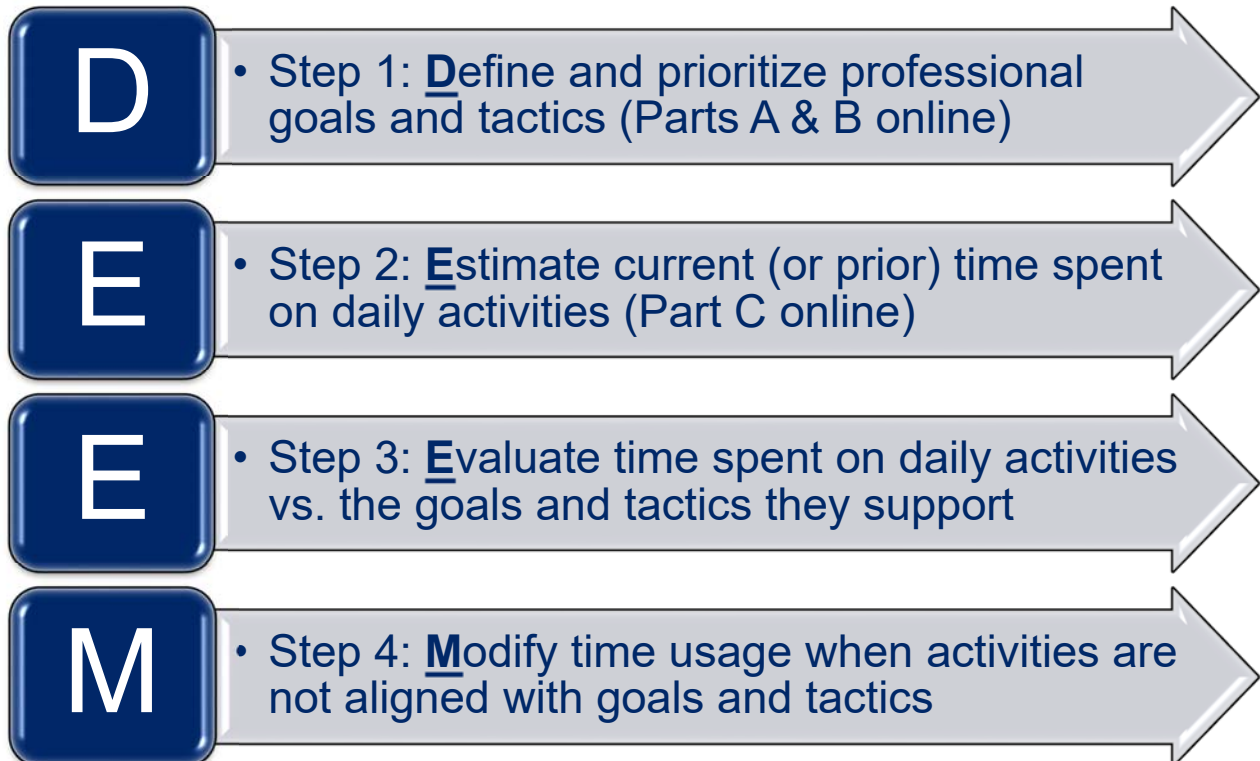 D
• Step 1: Define and prioritize professional
goals and tactics (Parts A & B online)
E
• Step 2: Estimate current (or prior) time spent
on daily activities (Part C online)
E
• Step 3: Evaluate time spent on daily activities
vs. the goals and tactics they support
M
• Step 4: Modify time usage when activities are
not aligned with goals and tactics